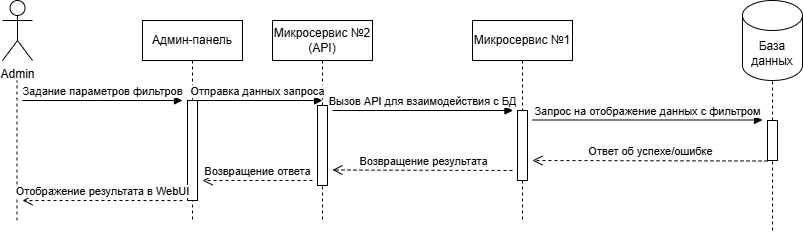 Admin
Админ-панель
Микросервис №2
(API)
Микросервис №1
База
данных
Задание параметров фильтров
Отправка данных запроса
Вызов API для взаимодействия с БД
Запрос на отображение данных с фильтром
Ответ об успехе/ошибке
Возвращение результата
Возвращение ответа
Отображение результата в WebUI